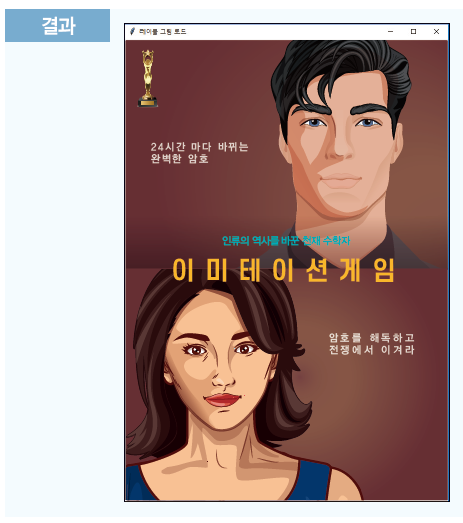 결과
레이블 그림 로드
24시간 마다 바뀌는
완벽한 암호
인류의 역사를 바꾼 천재 수학자
이미테이션게임
암호를 해독하고
전쟁에서 이겨라